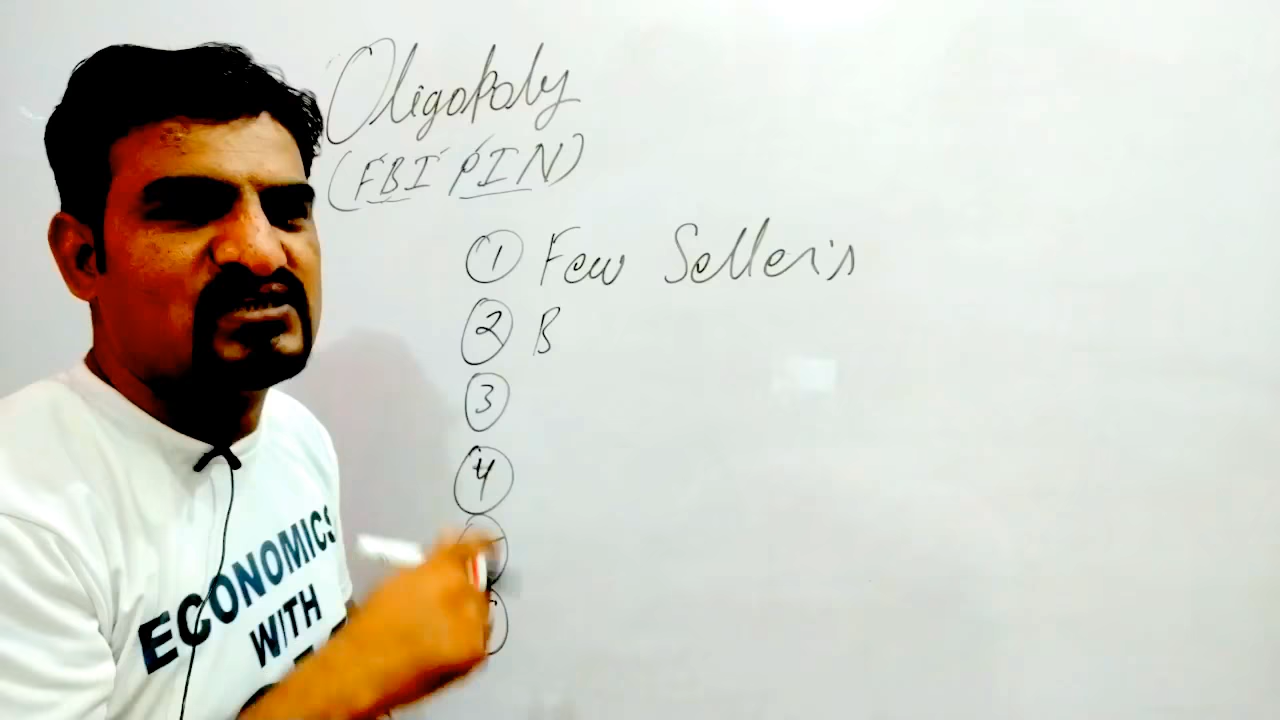 Oligopoly
(FBI PIN)
① Few Sellers
② B
③
④
ECONOMICS
WITH